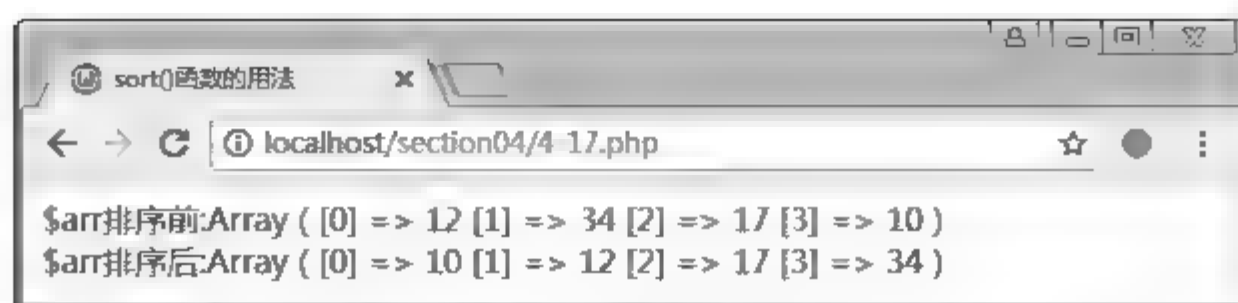 sort()函数的用法
localhost/section04/4-17.php
$arr排序前:Array ( [0] => 12 [1] => 34 [2] => 17 [3] => 10 )
$arr排序后:Array ( [0] => 10 [1] => 12 [2] => 17 [3] => 34 )